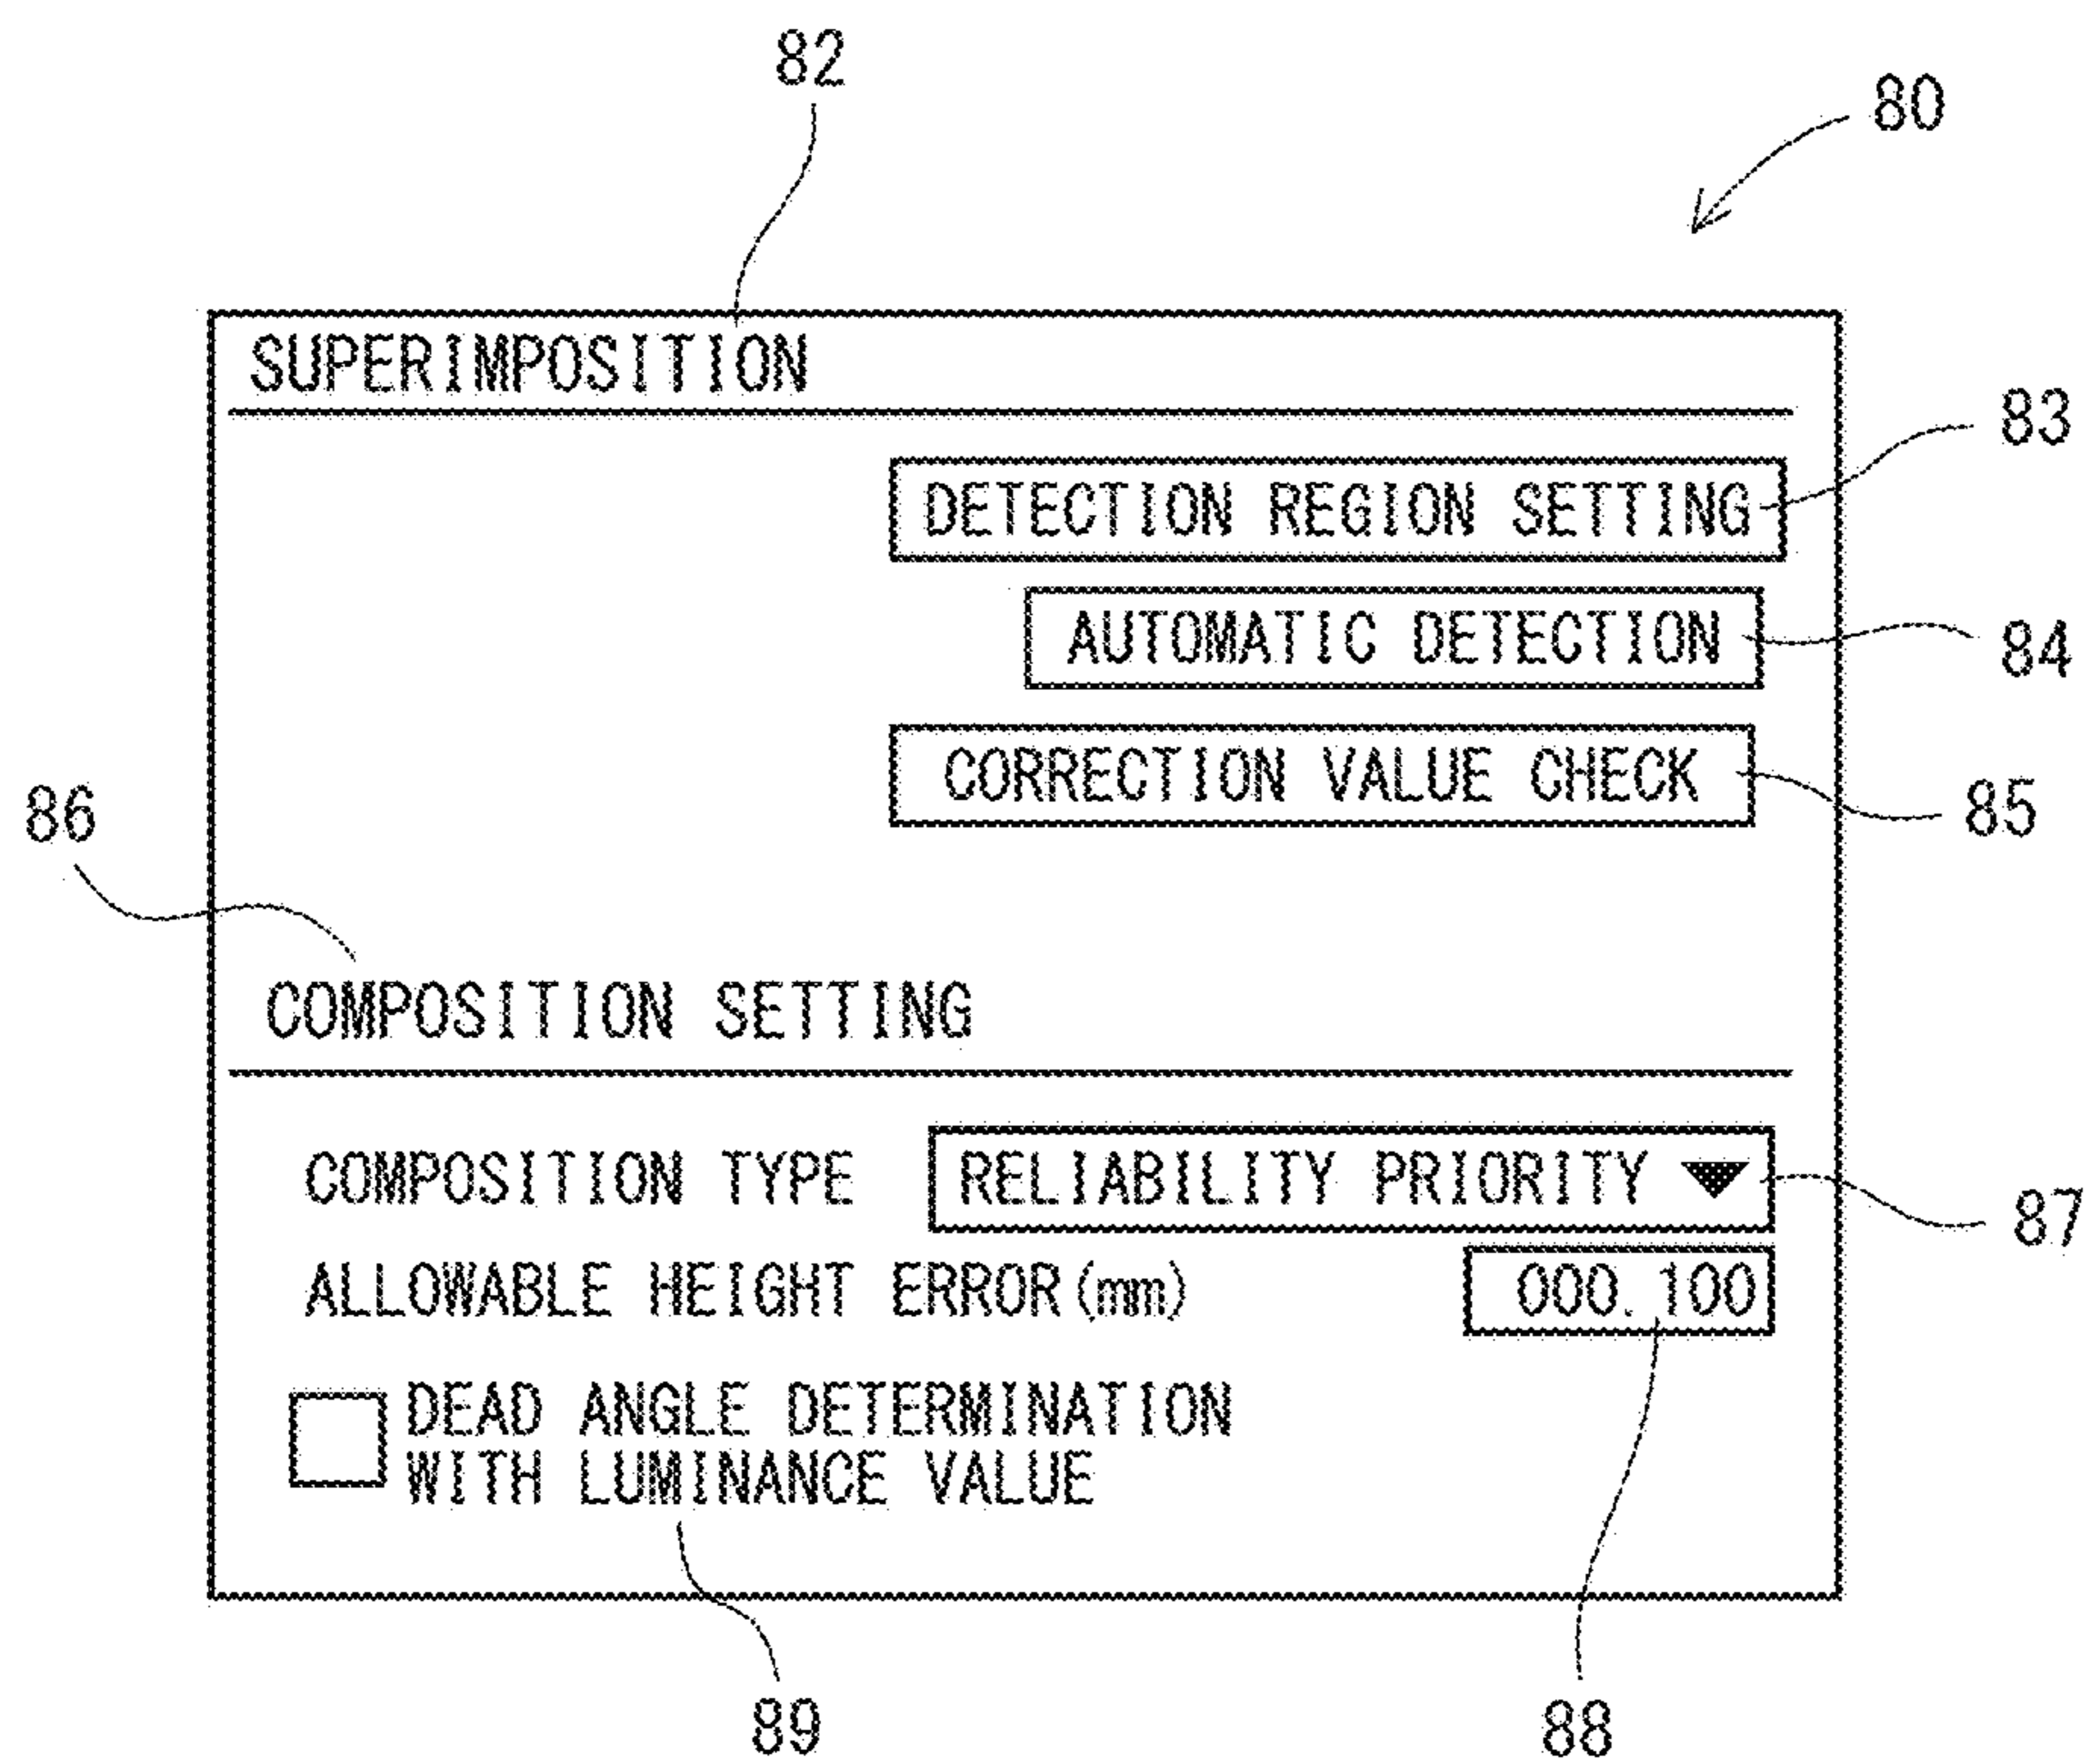 82
80
SUPERIMPOSITION
83
DETECTION REGION SETTING
AUTOMATIC DETECTION
84
CORRECTION VALUE CHECK
85
86
COMPOSITION SETTING
COMPOSITION TYPE RELIABILITY PRIORITY ▼
87
ALLOWABLE HEIGHT ERROR(mm) 000.100
DEAD ANGLE DETERMINATION
WITH LUMINANCE VALUE
89
88